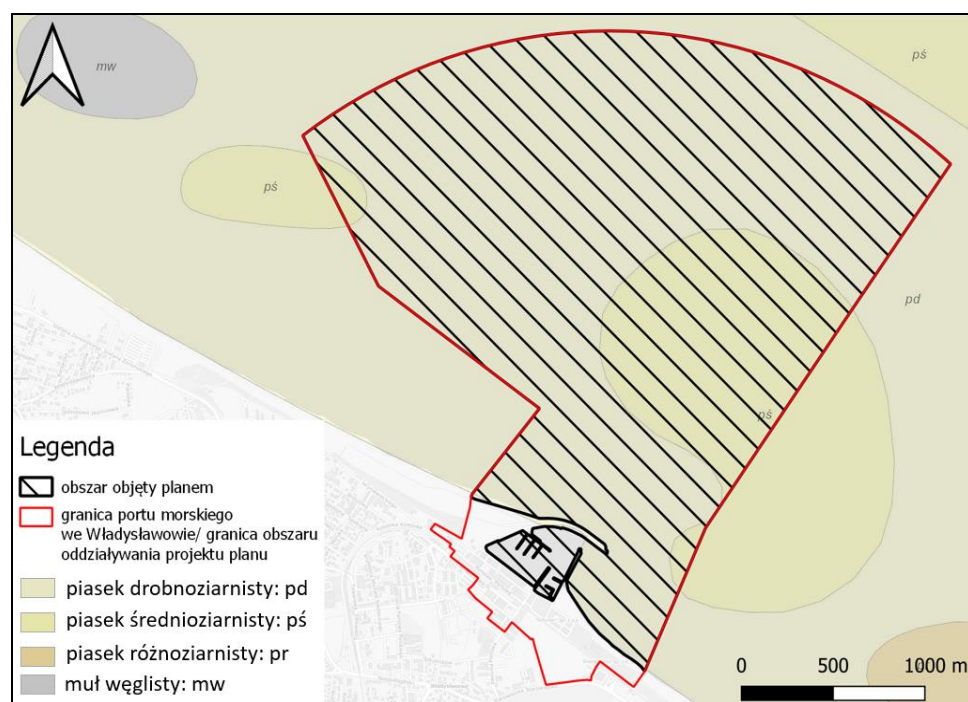 mw
pś
pś
pd
pś
Legenda
obszar objęty planem
granica portu morskiego
we Władysławowie/ granica obszaru
oddziaływania projektu planu
piasek drobnoziarnisty: pd
piasek średnioziarnisty: pś
piasek różnoziarnisty: pr
muł węglisty: mw
0 500 1000 m